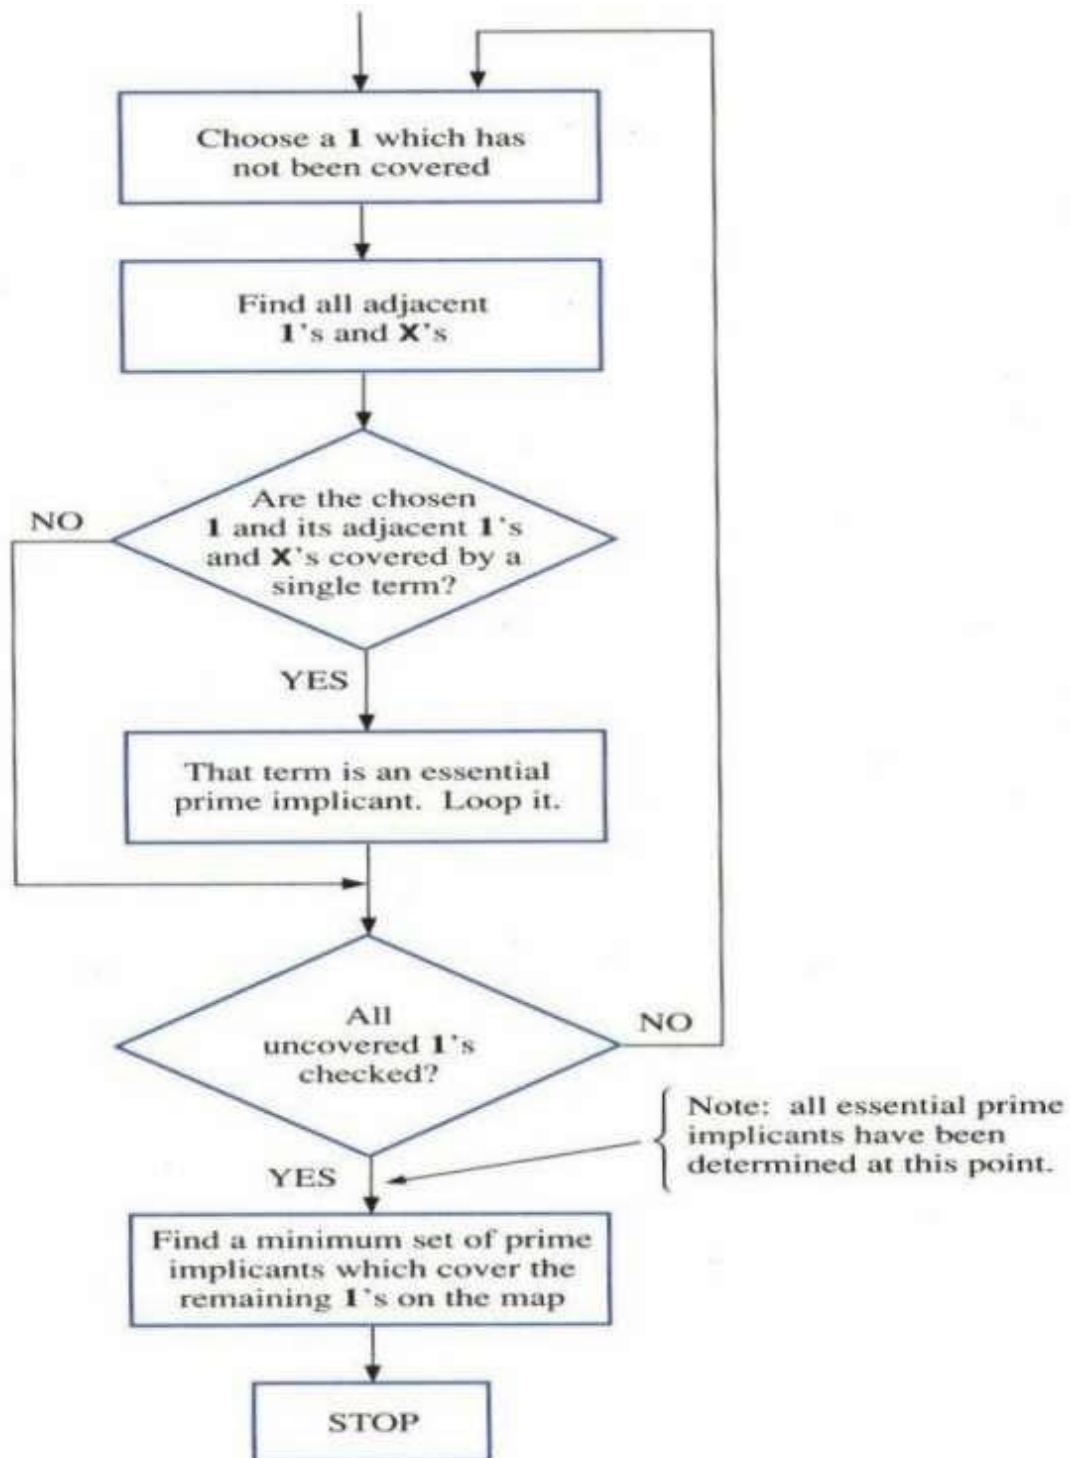 Choose a 1 which has
not been covered
Find all adjacent
1's and X's
Are the chosen
1 and its adjacent 1's
and X's covered by a
single term?
NO
YES
That term is an essential
prime implicant. Loop it.
All
uncovered 1's
checked?
NO
Note: all essential prime
implicants have been
determined at this point.
YES
Find a minimum set of prime
implicants which cover the
remaining 1's on the map
STOP